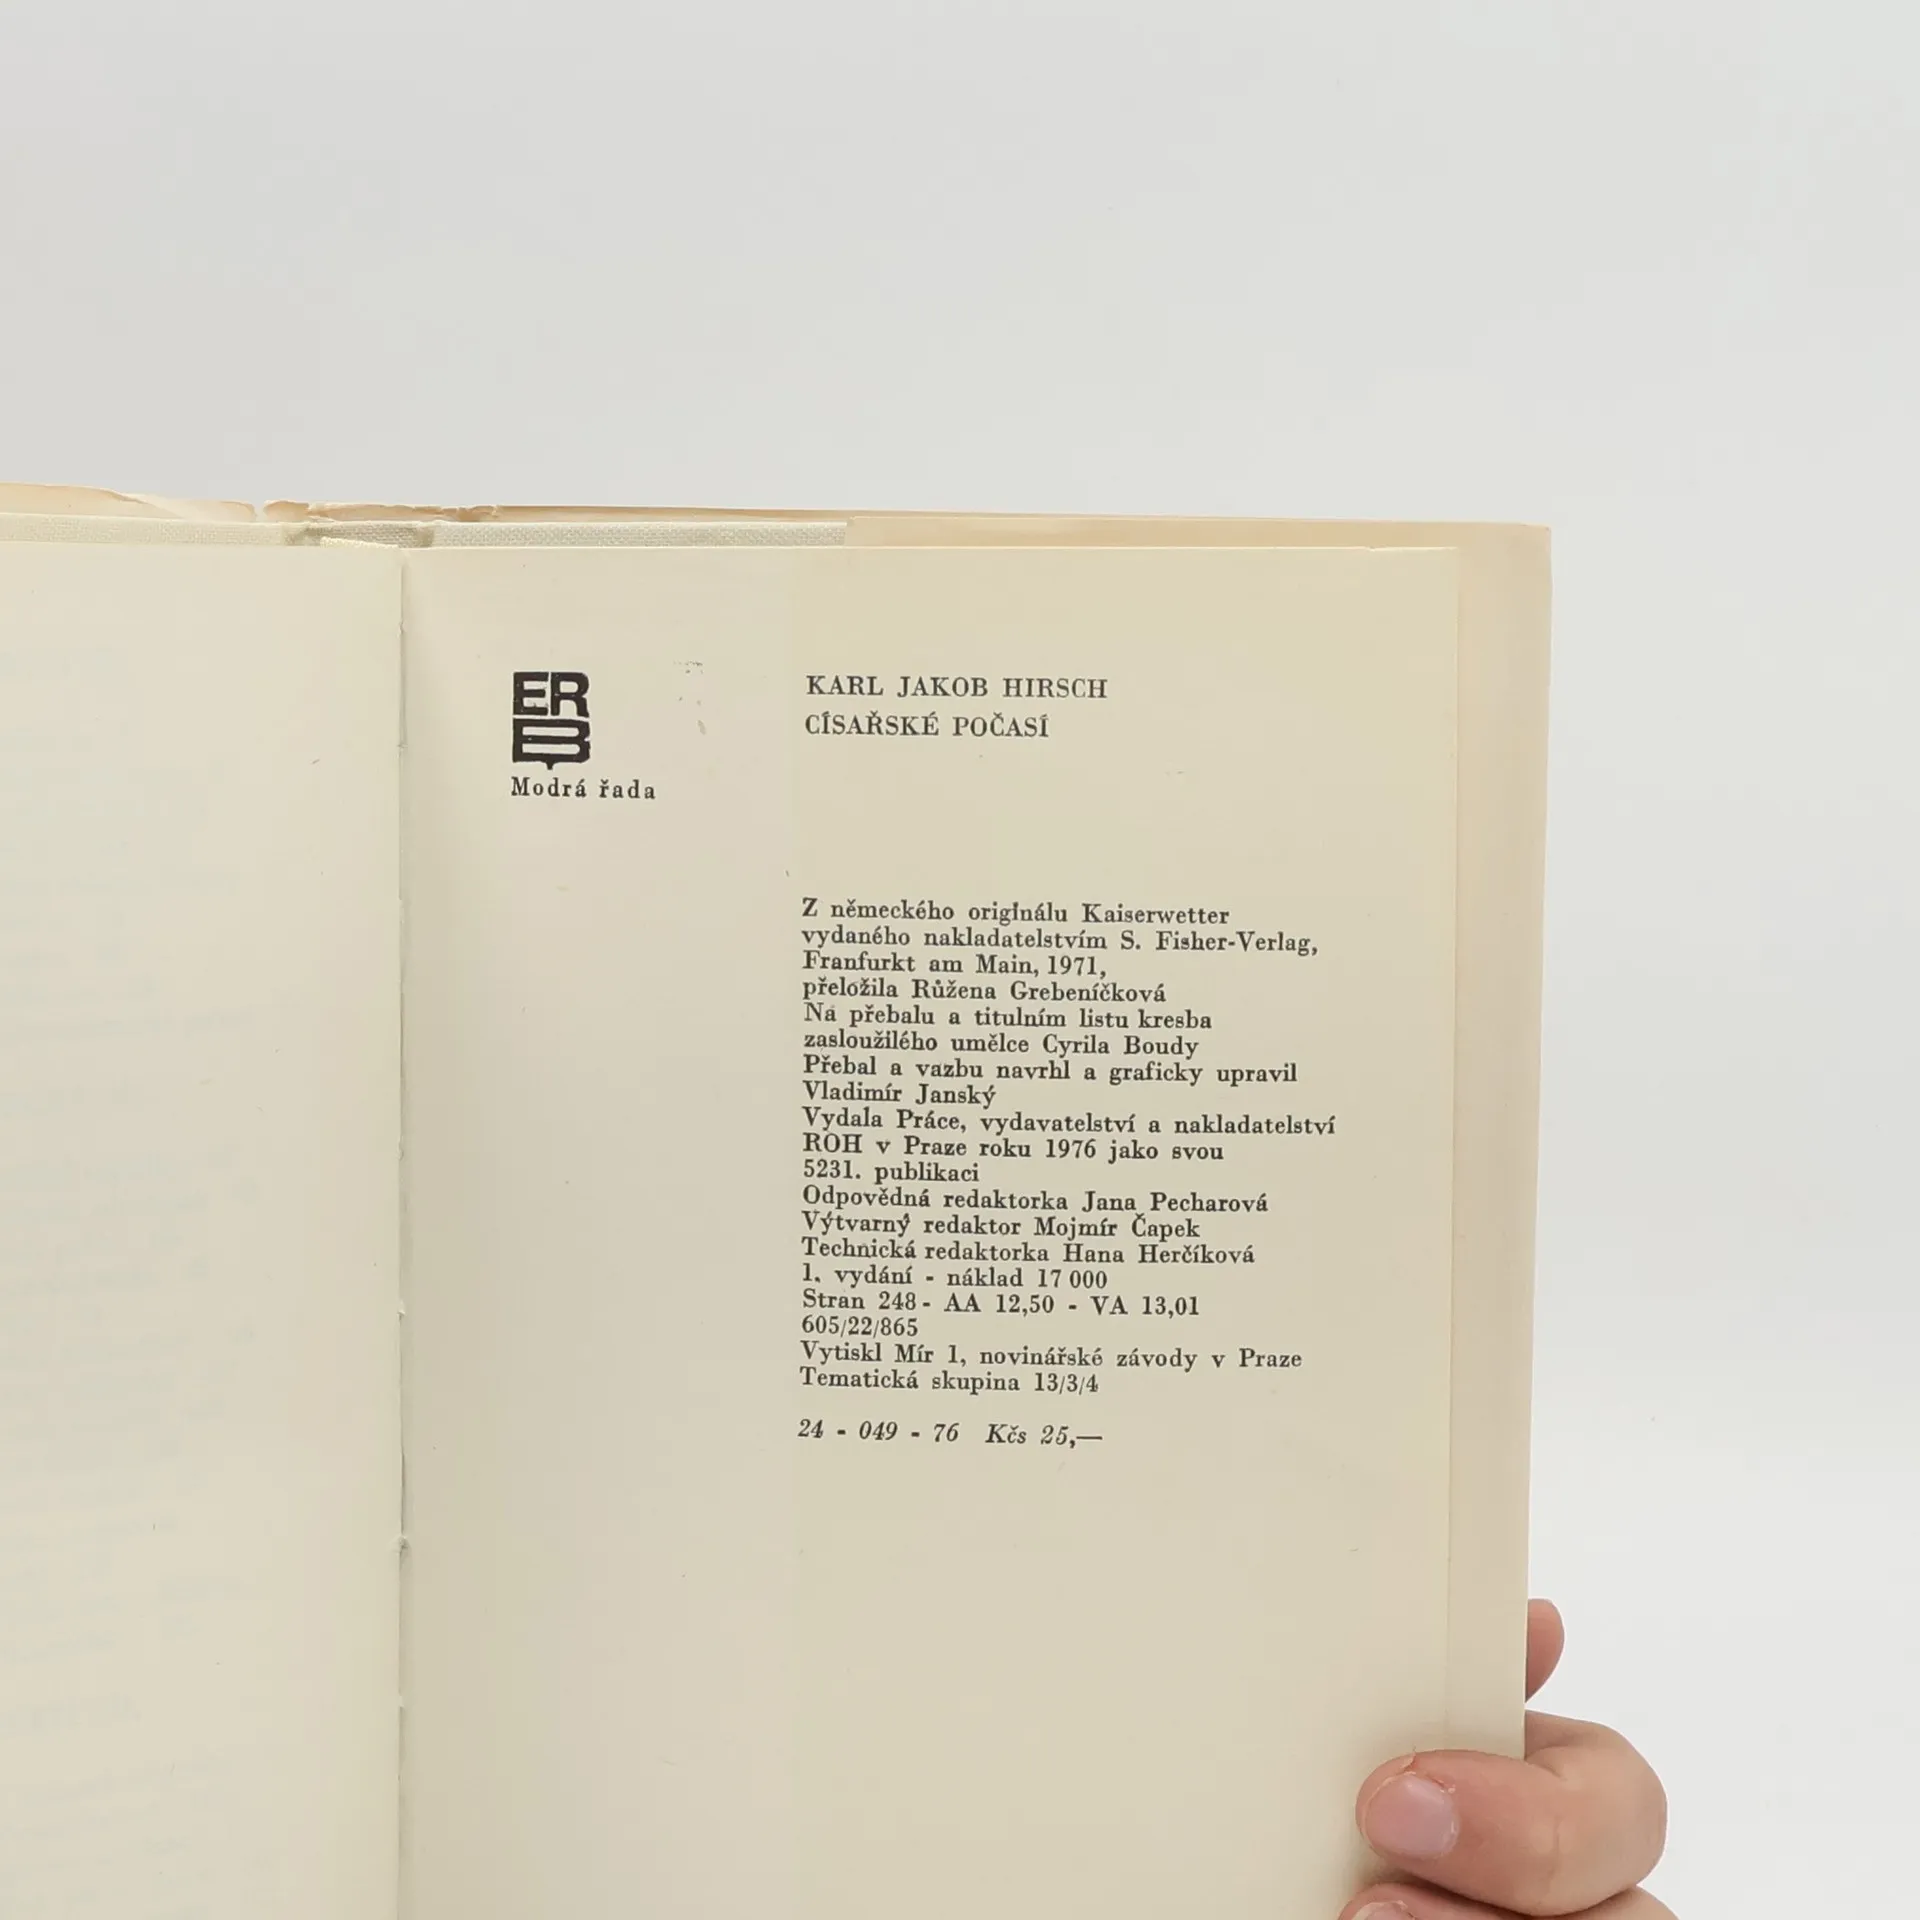 ER
B
Modrá řada
KARL JAKOB HIRSCH
CÍSAŘSKÉ POČASÍ
Z německého originálu Kaiserwetter
vydaného nakladatelstvím S. Fisher-Verlag,
Franfurkt am Main, 1971,
přeložila Růžena Grebeníčková
Na přebalu a titulním listu kresba
zasloužilého umělce Cyrila Boudy
Přebal a vazbu navrhl a graficky upravil
Vladimír Janský
Vydala Práce, vydavatelství a nakladatelství
ROH v Praze roku 1976 jako svou
5231. publikaci
Odpovědná redaktorka Jana Pecharová
Výtvarný redaktor Mojmír Čapek
Technická redaktorka Hana Herčíková
1. vydání - náklad 17 000
Stran 248 - AA 12,50 - VA 13,01
605/22/865
Vytiskl Mír 1, novinářské závody v Praze
Tematická skupina 13/3/4
24 - 049 - 76 Kčs 25,—